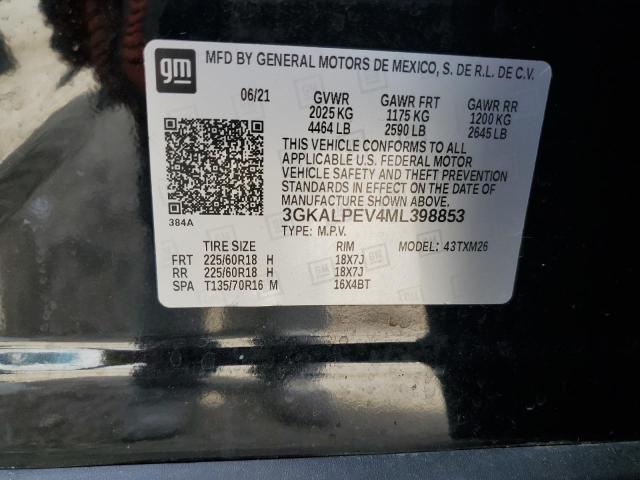 gm MFD BY GENERAL MOTORS DE MEXICO, S. DE R.L. DE C.V.
06/21 GVWR GAWR FRT GAWR RR
2025 KG 1175 KG 1200 KG
4464 LB 2590 LB 2645 LB
THIS VEHICLE CONFORMS TO ALL
APPLICABLE U.S. FEDERAL MOTOR
VEHICLE SAFETY AND THEFT PREVENTION
STANDARDS IN EFFECT ON THE DATE OF
MANUFACTURE SHOWN ABOVE.
384A 3GKALPEV4ML398853
TYPE: M.P.V. MODEL: 43TXM26
TIRE SIZE RIM
FRT 225/60R18 H 18X7J
RR 225/60R18 H 18X7J
SPA T135/70R16 M 16X4BT